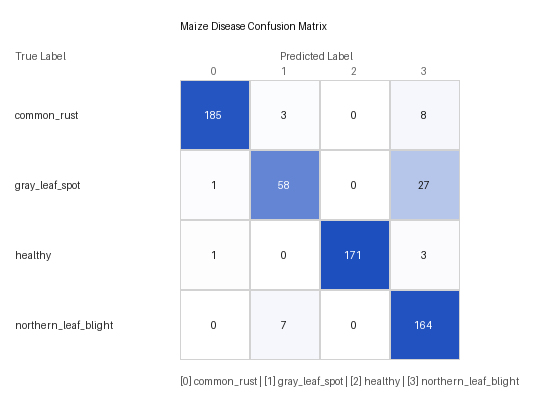 Maize Disease Confusion Matrix
True Label Predicted Label
0 1 2 3
common_rust 185 3 0 8
gray_leaf_spot 1 58 0 27
healthy 1 0 171 3
northern_leaf_blight 0 7 0 164
[0] common_rust | [1] gray_leaf_spot | [2] healthy | [3] northern_leaf_blight